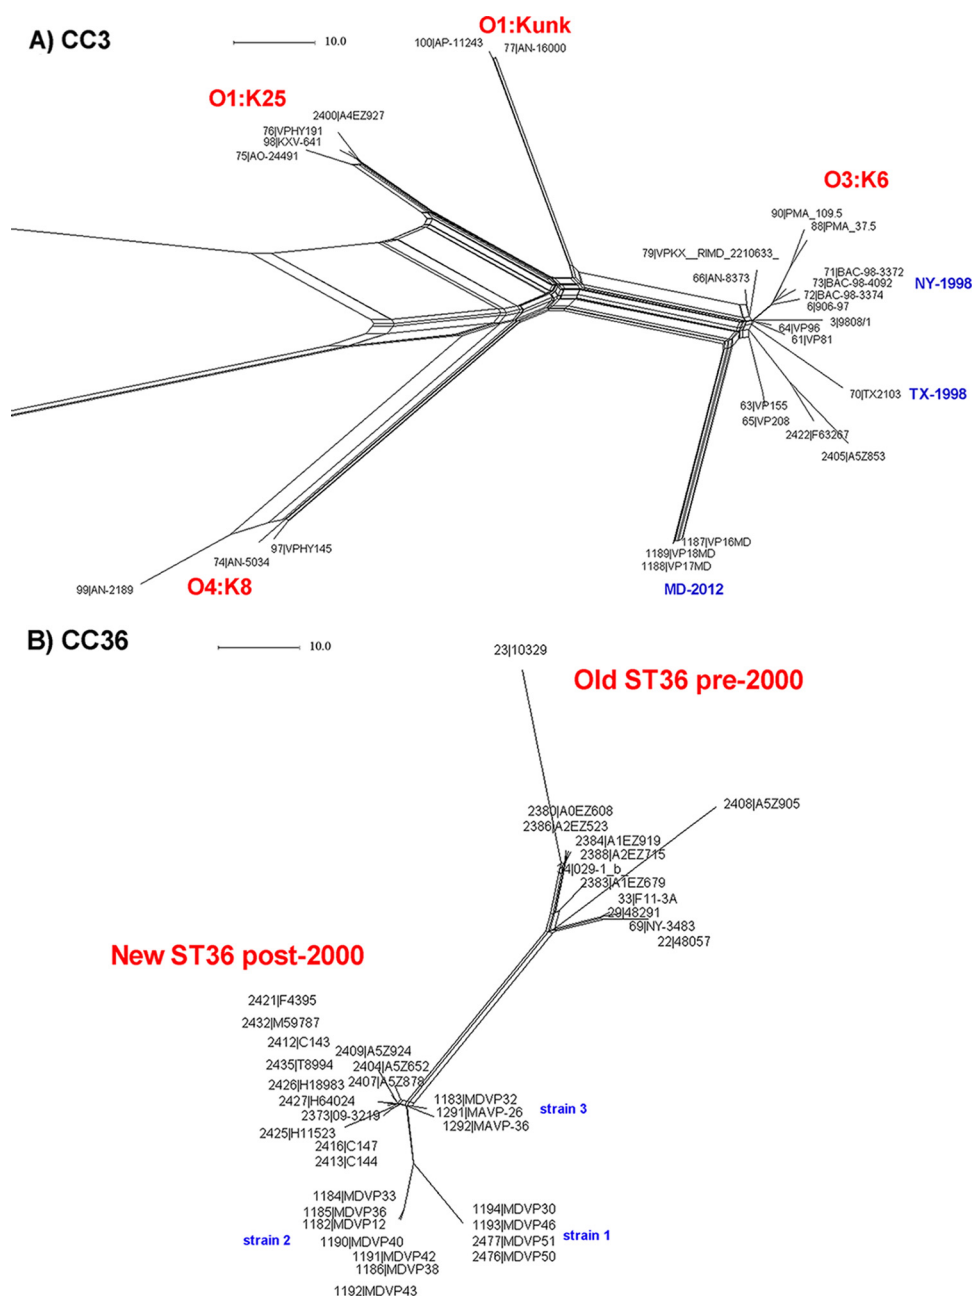 A) CC3
10.0
O1:Kunk
100|AP-11243
77|AN-16000
O1:K25
2400|A4EZ927
76|VPHY191
98|KXV-641
75|AO-24491
O3:K6
90|PMA_109.5
88|PMA_37.5
79|VPKX__RIMD_2210633_
66|AN-8373
71|BAC-98-3372
73|BAC-98-4092
NY-1998
72|BAC-98-3374
6|906-97
3|9808/1
64|VP96
61|VP81
70|TX2103
TX-1998
63|VP155
65|VP208
2422|F63267
2405|A5Z853
97|VPHY145
74|AN-5034
99|AN-2189
O4:K8
1187|VP16MD
1189|VP18MD
1188|VP17MD
MD-2012
B) CC36
10.0
23|10329
Old ST36 pre-2000
2408|A5Z905
2380|A0EZ608
2386|A2EZ523
2384|A1EZ919
2388|A2EZ715
34|029-1_b_
2383|A1EZ679
33|F11-3A
29|48291
69|NY-3483
22|48057
New ST36 post-2000
2421|F4395
2432|M59787
2412|C143
2409|A5Z924
2435|T8994
2404|A5Z652
2407|A5Z878
2426|H18983
2427|H64024
2373|09-3219
2425|H11523
2416|C147
2413|C144
1183|MDVP32
1291|MAVP-26
strain 3
1292|MAVP-36
1184|MDVP33
1185|MDVP36
1182|MDVP12
strain 2
1190|MDVP40
1191|MDVP42
1186|MDVP38
1192|MDVP43
1194|MDVP30
1193|MDVP46
strain 1
2477|MDVP51
2476|MDVP50